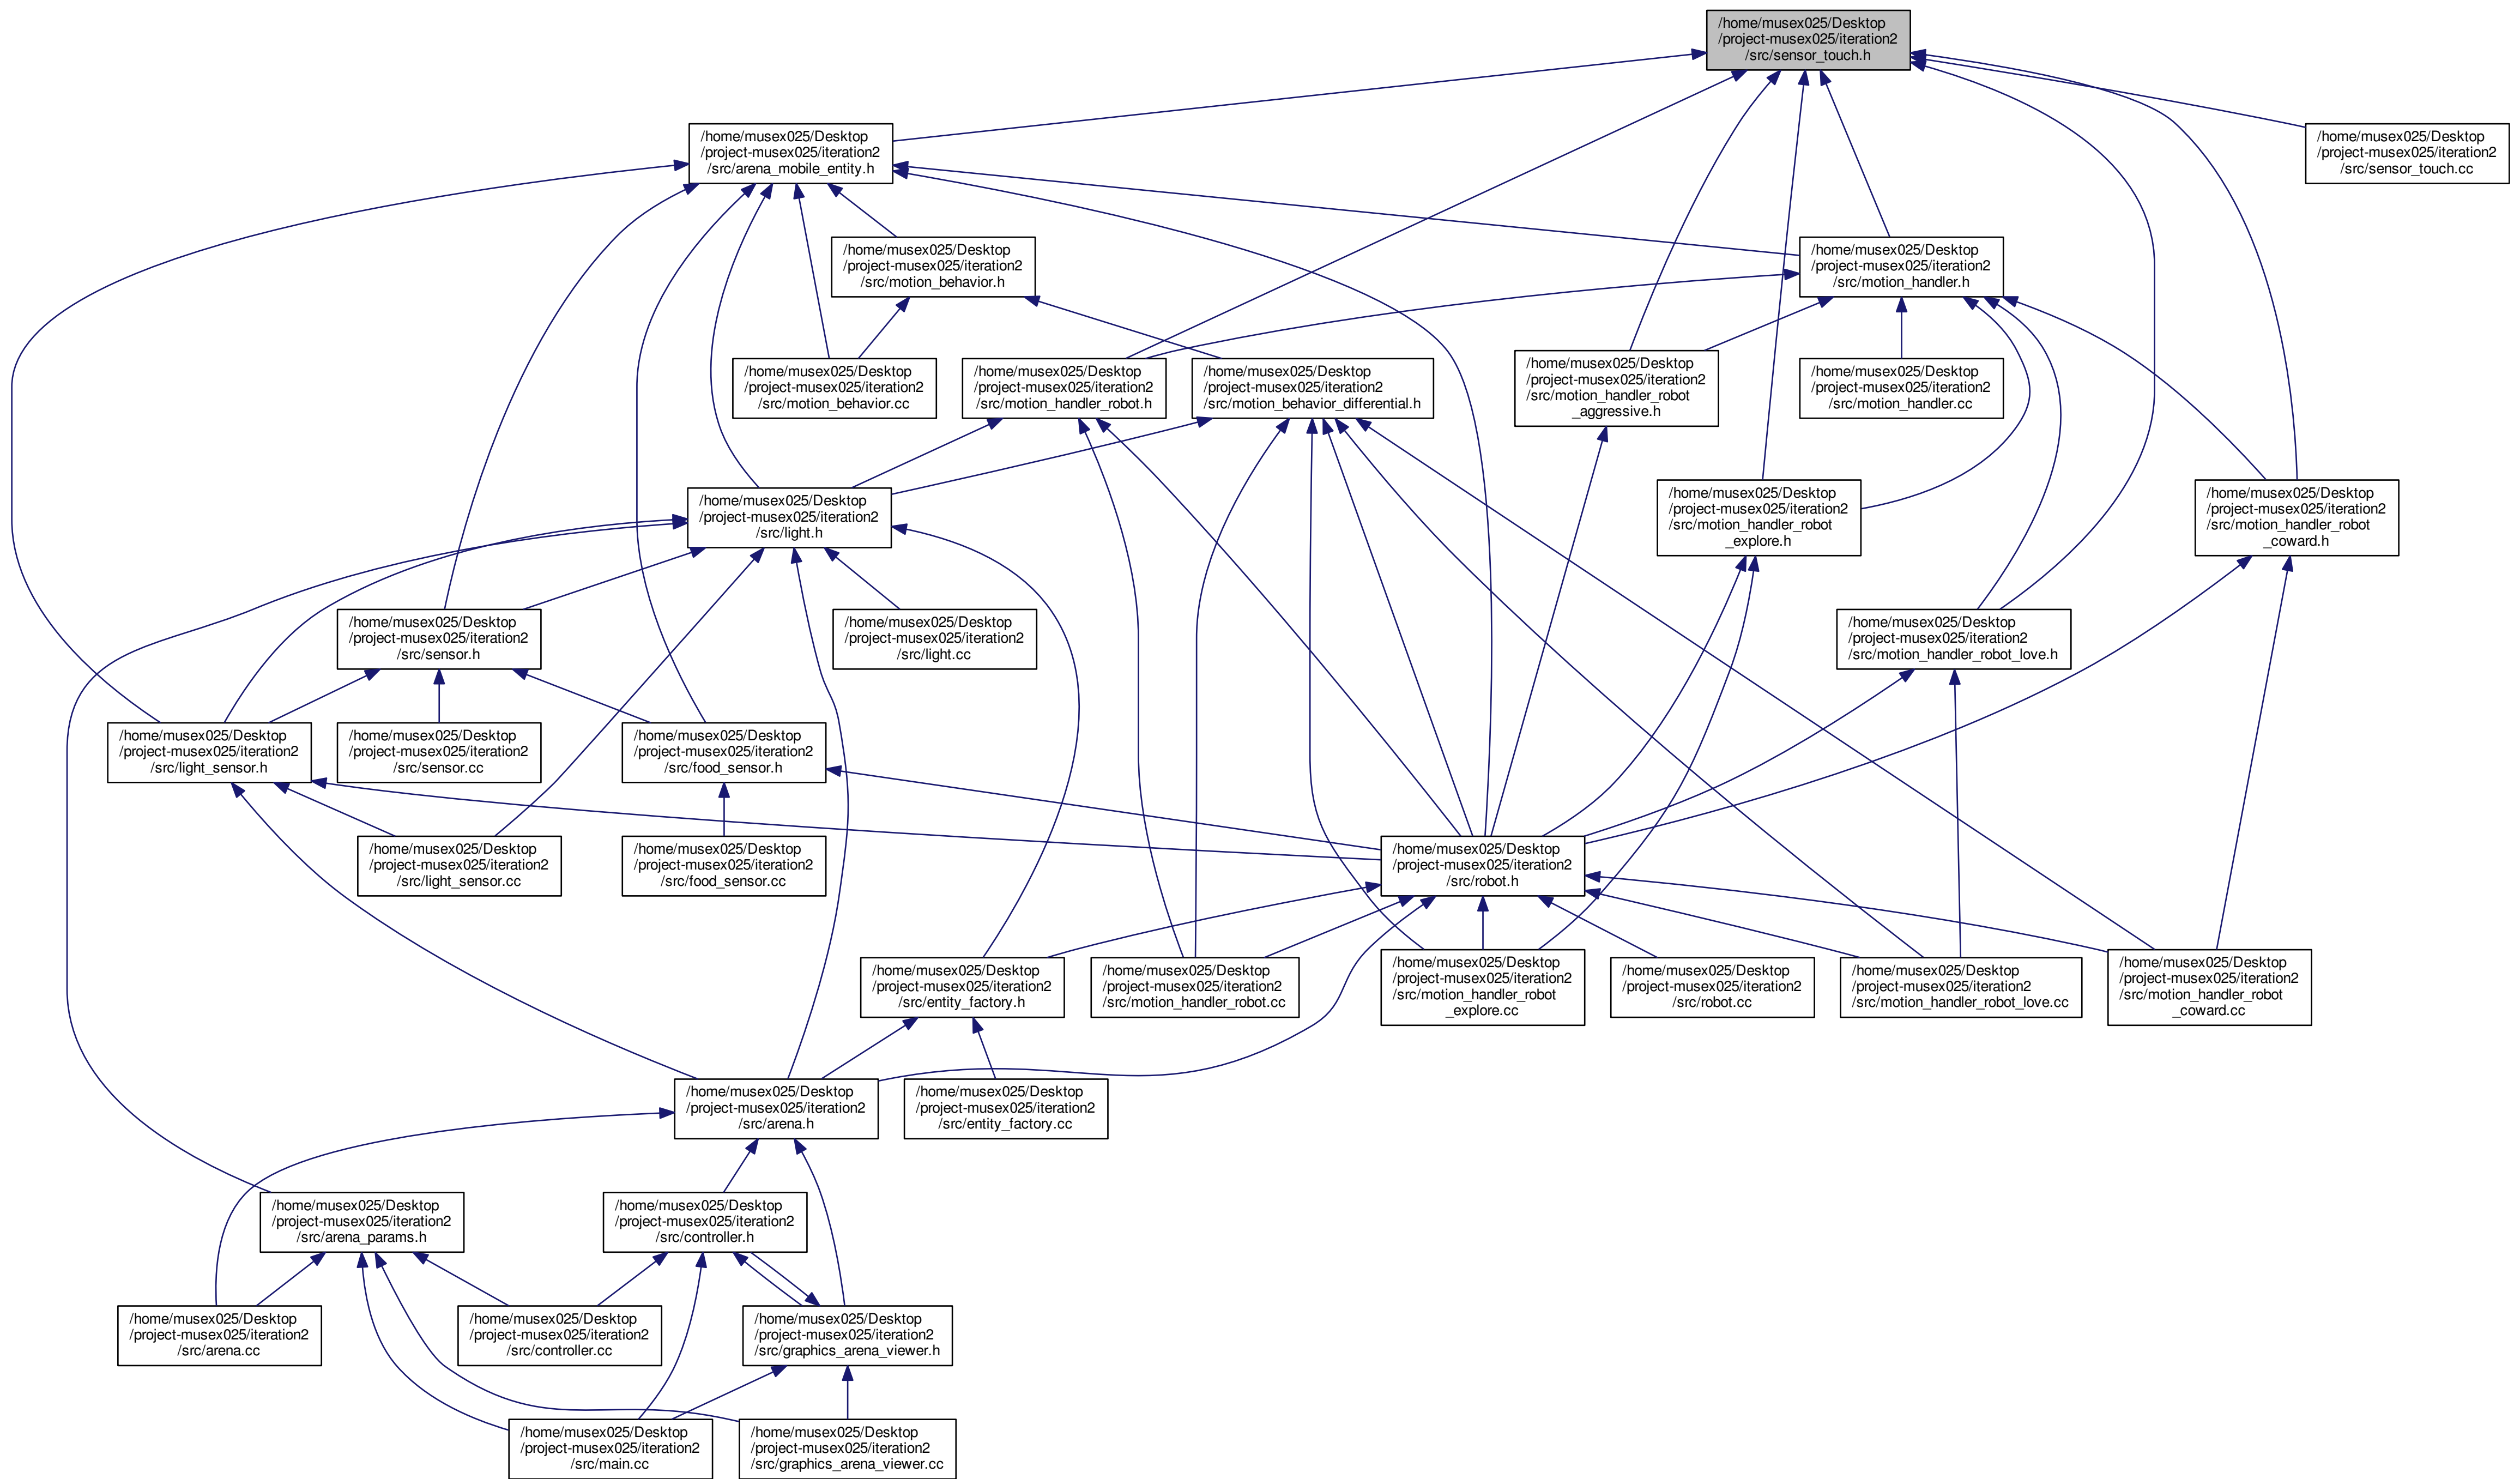 /home/musex025/Desktop
/project-musex025/iteration2
/src/sensor_touch.h
/home/musex025/Desktop
/project-musex025/iteration2
/src/arena_mobile_entity.h
/home/musex025/Desktop
/project-musex025/iteration2
/src/sensor_touch.cc
/home/musex025/Desktop
/project-musex025/iteration2
/src/motion_behavior.h
/home/musex025/Desktop
/project-musex025/iteration2
/src/motion_handler.h
/home/musex025/Desktop
/project-musex025/iteration2
/src/motion_behavior.cc
/home/musex025/Desktop
/project-musex025/iteration2
/src/motion_handler_robot.h
/home/musex025/Desktop
/project-musex025/iteration2
/src/motion_behavior_differential.h
/home/musex025/Desktop
/project-musex025/iteration2
/src/motion_handler_robot
_aggressive.h
/home/musex025/Desktop
/project-musex025/iteration2
/src/motion_handler.cc
/home/musex025/Desktop
/project-musex025/iteration2
/src/light.h
/home/musex025/Desktop
/project-musex025/iteration2
/src/motion_handler_robot
_explore.h
/home/musex025/Desktop
/project-musex025/iteration2
/src/motion_handler_robot
_coward.h
/home/musex025/Desktop
/project-musex025/iteration2
/src/sensor.h
/home/musex025/Desktop
/project-musex025/iteration2
/src/light.cc
/home/musex025/Desktop
/project-musex025/iteration2
/src/motion_handler_robot_love.h
/home/musex025/Desktop
/project-musex025/iteration2
/src/light_sensor.h
/home/musex025/Desktop
/project-musex025/iteration2
/src/sensor.cc
/home/musex025/Desktop
/project-musex025/iteration2
/src/food_sensor.h
/home/musex025/Desktop
/project-musex025/iteration2
/src/light_sensor.cc
/home/musex025/Desktop
/project-musex025/iteration2
/src/food_sensor.cc
/home/musex025/Desktop
/project-musex025/iteration2
/src/robot.h
/home/musex025/Desktop
/project-musex025/iteration2
/src/entity_factory.h
/home/musex025/Desktop
/project-musex025/iteration2
/src/motion_handler_robot.cc
/home/musex025/Desktop
/project-musex025/iteration2
/src/motion_handler_robot
_explore.cc
/home/musex025/Desktop
/project-musex025/iteration2
/src/robot.cc
/home/musex025/Desktop
/project-musex025/iteration2
/src/motion_handler_robot_love.cc
/home/musex025/Desktop
/project-musex025/iteration2
/src/motion_handler_robot
_coward.cc
/home/musex025/Desktop
/project-musex025/iteration2
/src/arena.h
/home/musex025/Desktop
/project-musex025/iteration2
/src/entity_factory.cc
/home/musex025/Desktop
/project-musex025/iteration2
/src/arena_params.h
/home/musex025/Desktop
/project-musex025/iteration2
/src/controller.h
/home/musex025/Desktop
/project-musex025/iteration2
/src/arena.cc
/home/musex025/Desktop
/project-musex025/iteration2
/src/controller.cc
/home/musex025/Desktop
/project-musex025/iteration2
/src/graphics_arena_viewer.h
/home/musex025/Desktop
/project-musex025/iteration2
/src/main.cc
/home/musex025/Desktop
/project-musex025/iteration2
/src/graphics_arena_viewer.cc